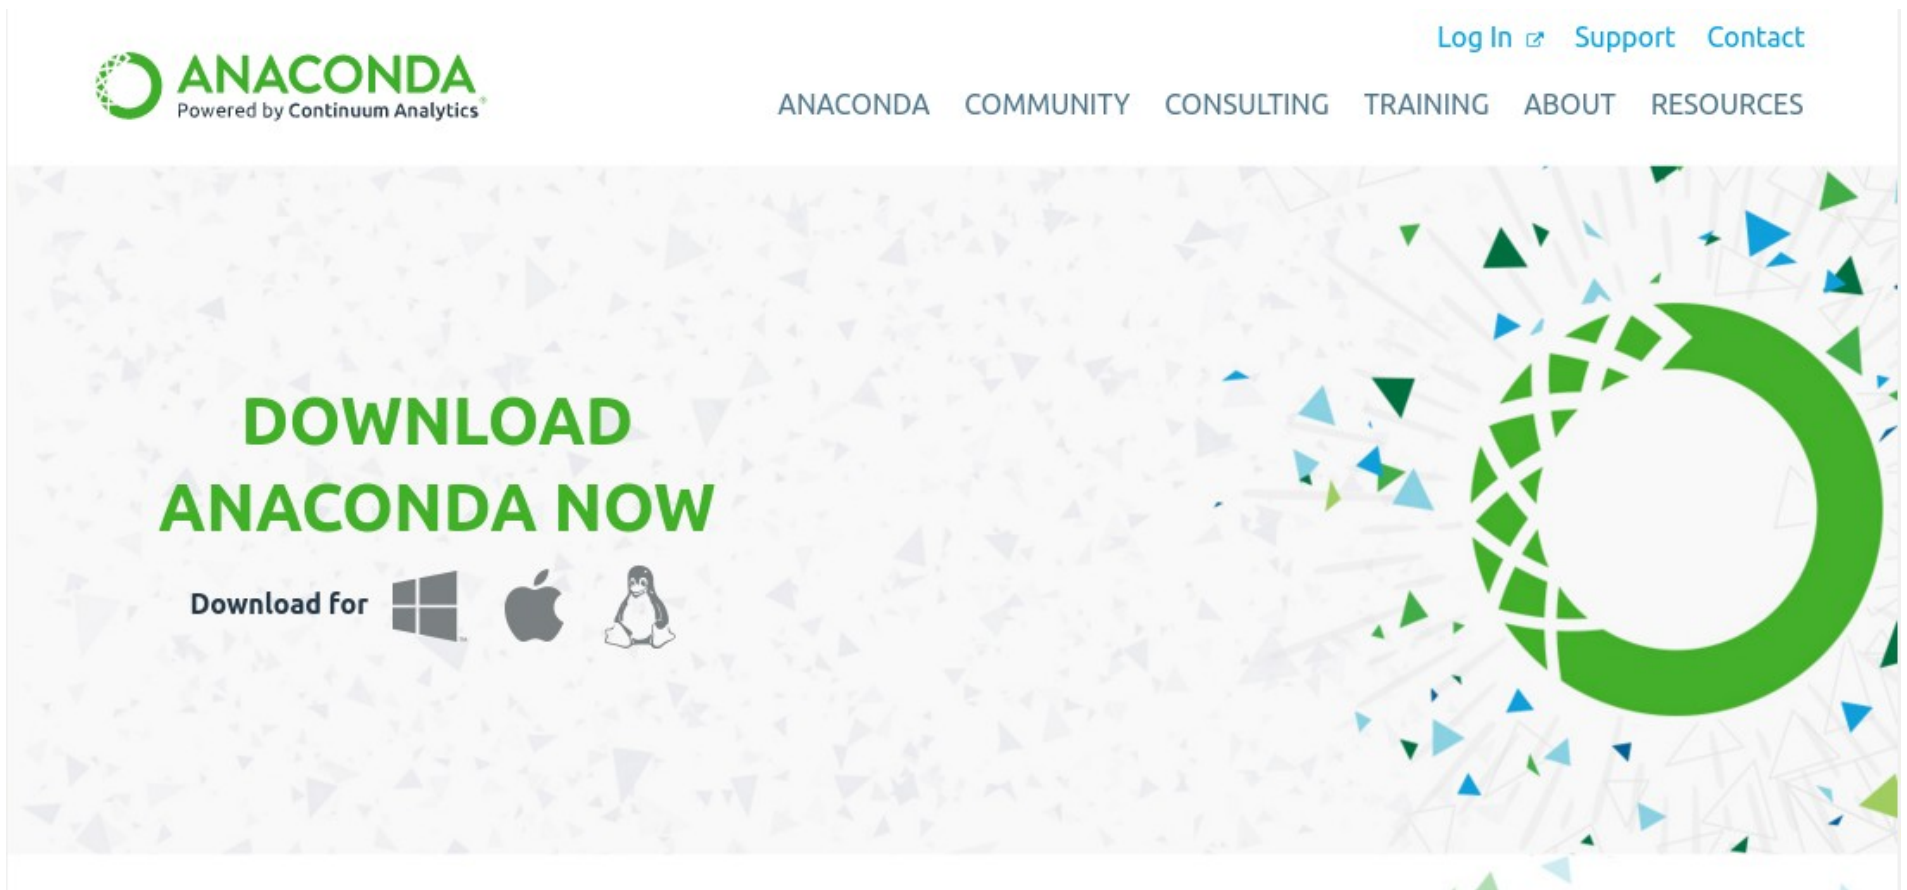 Log In Support Contact
ANACONDA
Powered by Continuum Analytics
ANACONDA COMMUNITY CONSULTING TRAINING ABOUT RESOURCES
DOWNLOAD
ANACONDA NOW
Download for